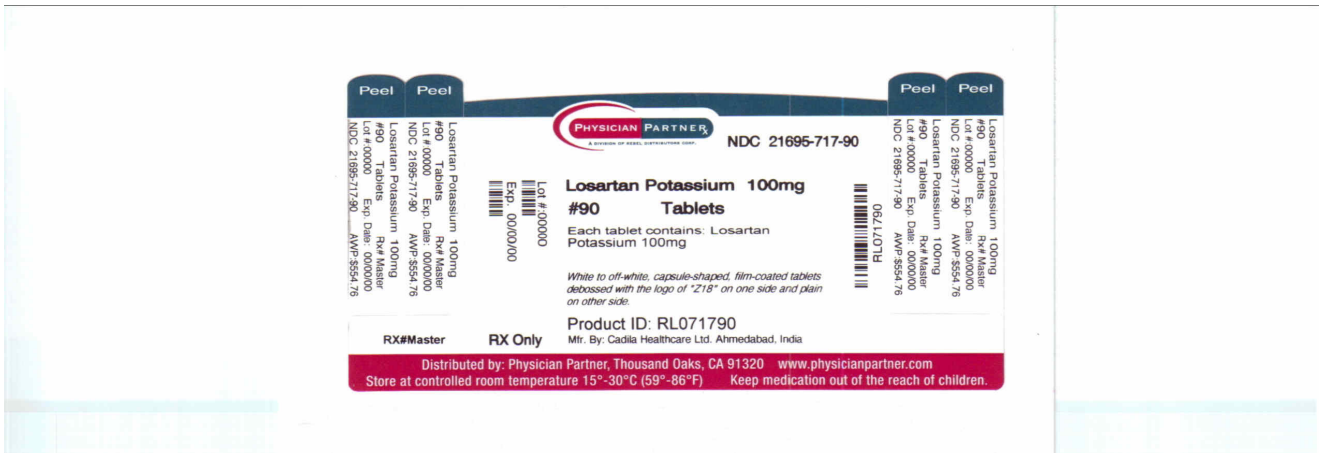 Peel
Peel
Losartan Potassium 100mg
#90 Tablets Rx# Master
Lot #:00000 Exp. Date: 00/00/00
NDC 21695-717-90 AWP:$554.76
Losartan Potassium 100mg
#90 Tablets Rx# Master
Lot #:00000 Exp. Date: 00/00/00
NDC 21695-717-90 AWP:$554.76
RX#Master
Lot #:00000
Exp. 00/00/00
RX Only
PHYSICIAN PARTNER Rx
A DIVISION OF REBEL DISTRIBUTORS CORP.
NDC 21695-717-90
Losartan Potassium 100mg
#90 Tablets
Each tablet contains: Losartan
Potassium 100mg
White to off-white, capsule-shaped, film-coated tablets
debossed with the logo of "Z18" on one side and plain
on other side.
Product ID: RL071790
Mfr. By: Cadila Healthcare Ltd. Ahmedabad, India
RL071790
Peel
Peel
Losartan Potassium 100mg
#90 Tablets Rx# Master
Lot #:00000 Exp. Date: 00/00/00
NDC 21695-717-90 AWP:$554.76
Losartan Potassium 100mg
#90 Tablets Rx# Master
Lot #:00000 Exp. Date: 00/00/00
NDC 21695-717-90 AWP:$554.76
Distributed by: Physician Partner, Thousand Oaks, CA 91320 www.physicianpartner.com
Store at controlled room temperature 15°-30°C (59°-86°F) Keep medication out of the reach of children.